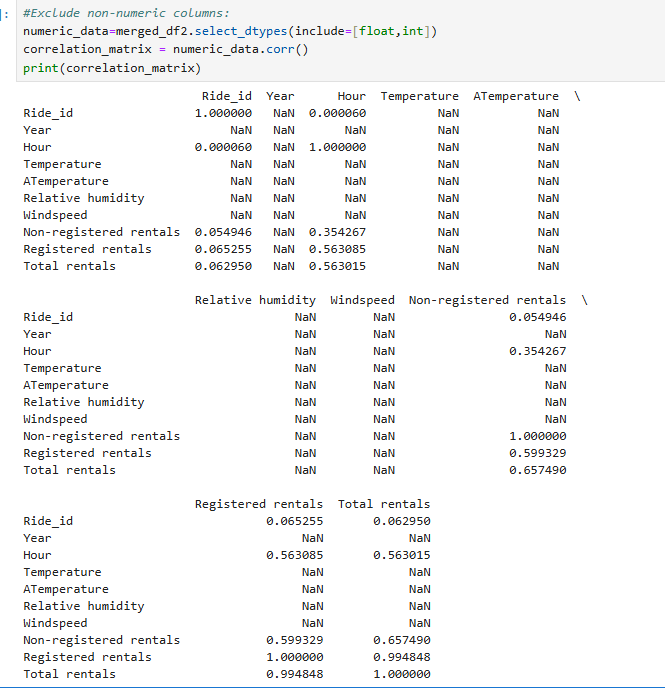 ]:
#Exclude non-numeric columns:
numeric_data=merged_df2.select_dtypes(include=[float,int])
correlation_matrix = numeric_data.corr()
print(correlation_matrix)
Ride_id Year Hour Temperature ATemperature \
Ride_id 1.000000 NaN 0.000060 NaN NaN
Year NaN NaN NaN NaN NaN
Hour 0.000060 NaN 1.000000 NaN NaN
Temperature NaN NaN NaN NaN NaN
ATemperature NaN NaN NaN NaN NaN
Relative humidity NaN NaN NaN NaN NaN
Windspeed NaN NaN NaN NaN NaN
Non-registered rentals 0.054946 NaN 0.354267 NaN NaN
Registered rentals 0.065255 NaN 0.563085 NaN NaN
Total rentals 0.062950 NaN 0.563015 NaN NaN
Relative humidity Windspeed Non-registered rentals \
Ride_id NaN NaN 0.054946
Year NaN NaN NaN
Hour NaN NaN 0.354267
Temperature NaN NaN NaN
ATemperature NaN NaN NaN
Relative humidity NaN NaN NaN
Windspeed NaN NaN NaN
Non-registered rentals NaN NaN 1.000000
Registered rentals NaN NaN 0.599329
Total rentals NaN NaN 0.657490
Registered rentals Total rentals
Ride_id 0.065255 0.062950
Year NaN NaN
Hour 0.563085 0.563015
Temperature NaN NaN
ATemperature NaN NaN
Relative humidity NaN NaN
Windspeed NaN NaN
Non-registered rentals 0.599329 0.657490
Registered rentals 1.000000 0.994848
Total rentals 0.994848 1.000000